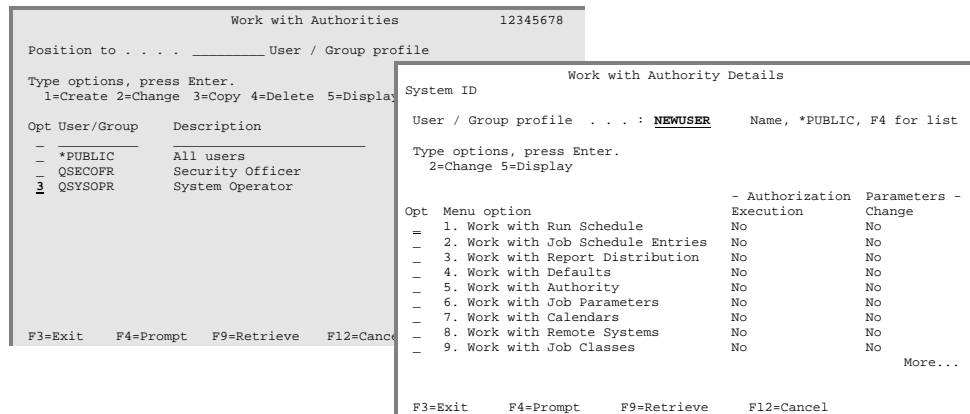 Work with Authorities 12345678
Position to . . . . _________ User / Group profile
Type options, press Enter.
1=Create 2=Change 3=Copy 4=Delete 5=Display
Opt User/Group Description
_ __________ ________________________
_ *PUBLIC All users
_ QSECOFR Security Officer
3 QSYSOPR System Operator
F3=Exit F4=Prompt F9=Retrieve F12=Cance
Work with Authority Details
System ID
User / Group profile . . . : NEWUSER Name, *PUBLIC, F4 for list
Type options, press Enter.
2=Change 5=Display
- Authorization Parameters -
Opt Menu option Execution Change
_ 1. Work with Run Schedule No No
_ 2. Work with Job Schedule Entries No No
_ 3. Work with Report Distribution No No
_ 4. Work with Defaults No No
_ 5. Work with Authority No No
_ 6. Work with Job Parameters No No
_ 7. Work with Calendars No No
_ 8. Work with Remote Systems No No
_ 9. Work with Job Classes No No
More...
F3=Exit F4=Prompt F9=Retrieve F12=Cancel